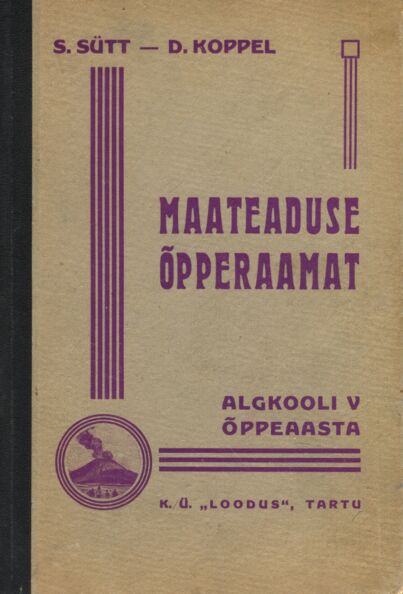 S. SÜTT — D. KOPPEL
MAATEADUSE
ÕPPERAAMAT
ALGKOOLI V
ÕPPEAASTA
K. Ü. „LOODUS“, TARTU